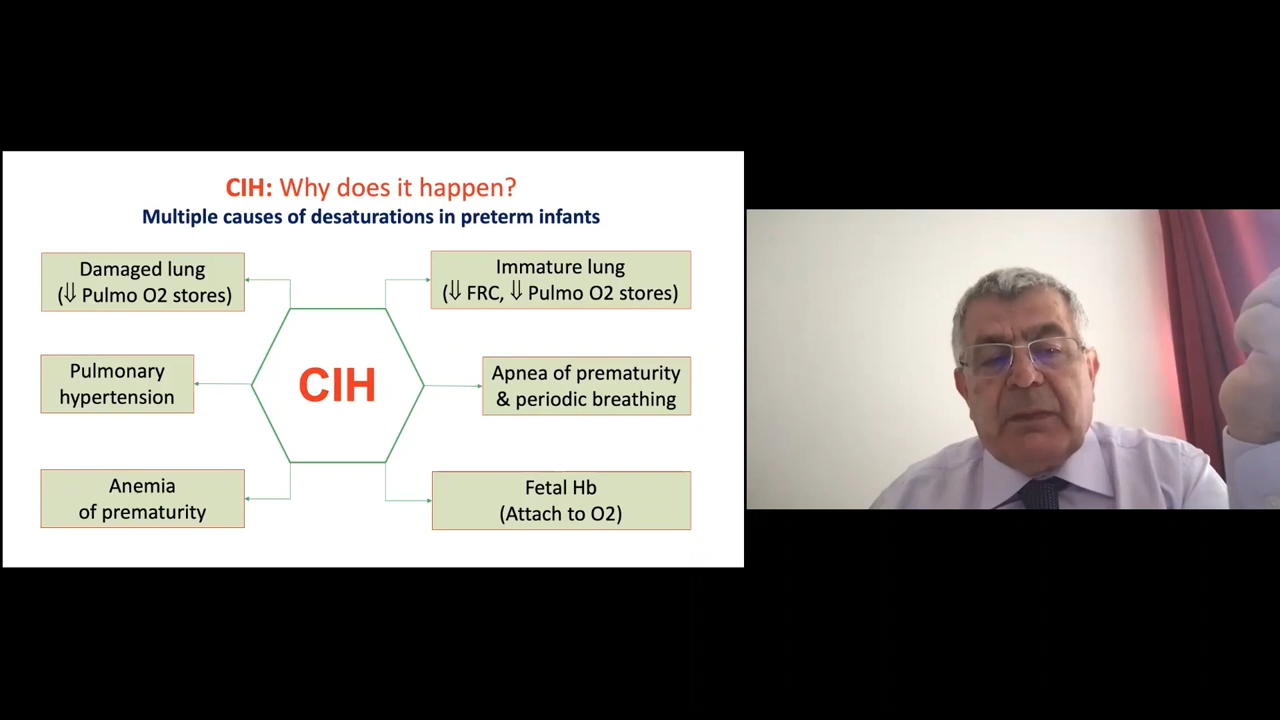 CIH: Why does it happen?
Multiple causes of desaturations in preterm infants
Damaged lung
(⇓ Pulmo O2 stores)
Immature lung
(⇓ FRC, ⇓ Pulmo O2 stores)
Pulmonary
hypertension
CIH
Apnea of prematurity
& periodic breathing
Anemia
of prematurity
Fetal Hb
(Attach to O2)